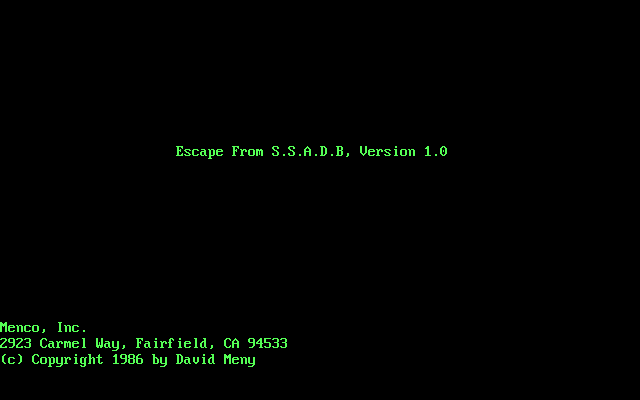 Escape From S.S.A.D.B, Version 1.0
Menco, Inc.
2923 Carmel Way, Fairfield, CA 94533
(c) Copyright 1986 by David Meny